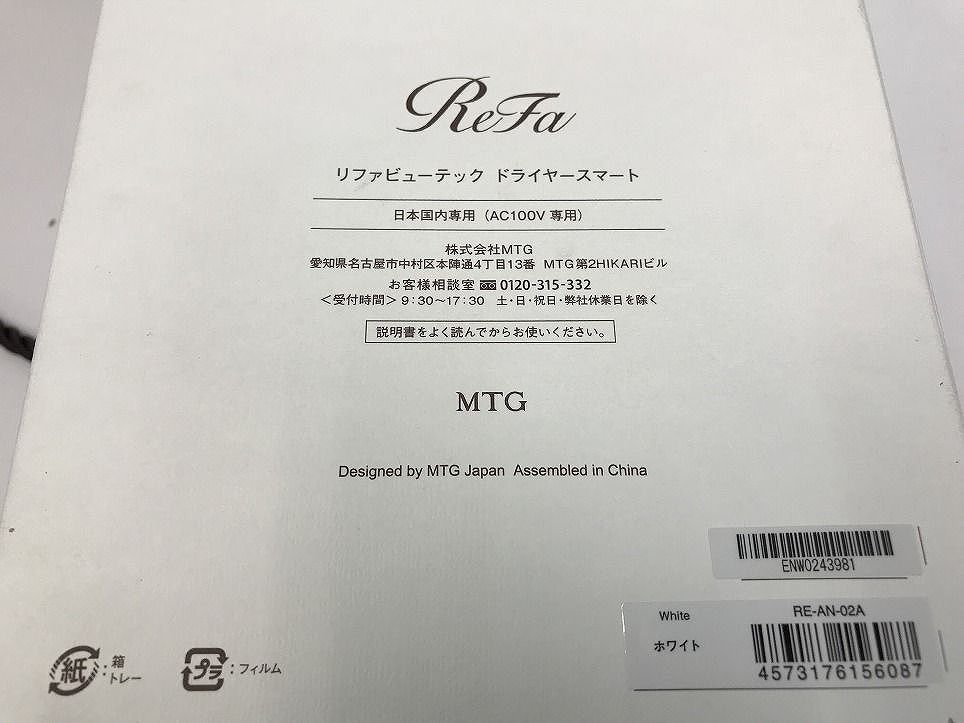 ReFa
リファビューテック ドライヤースマート
日本国内専用（AC100V 専用）
株式会社MTG
愛知県名古屋市中村区本陣通4丁目13番 MTG第2HIKARIビル
お客様相談室 0120-315-332
＜受付時間＞9：30～17：30 土・日・祝日・弊社休業日を除く
説明書をよく読んでからお使いください。
MTG
Designed by MTG Japan Assembled in China
ENW0243981
White RE-AN-02A
ホワイト
4573176156087
紙：箱
トレー
プラ：フィルム